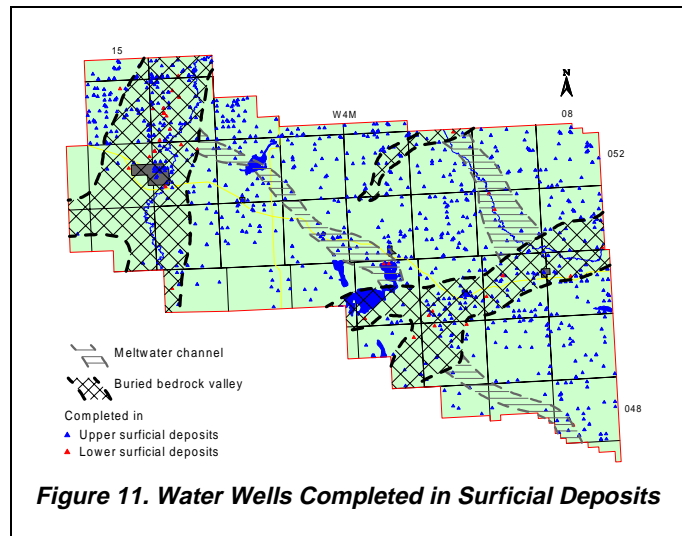 15
N
W4M
08
052
Meltwater channel
Buried bedrock valley
048
Completed in
Upper surficial deposits
Lower surficial deposits
Figure 11. Water Wells Completed in Surficial Deposits